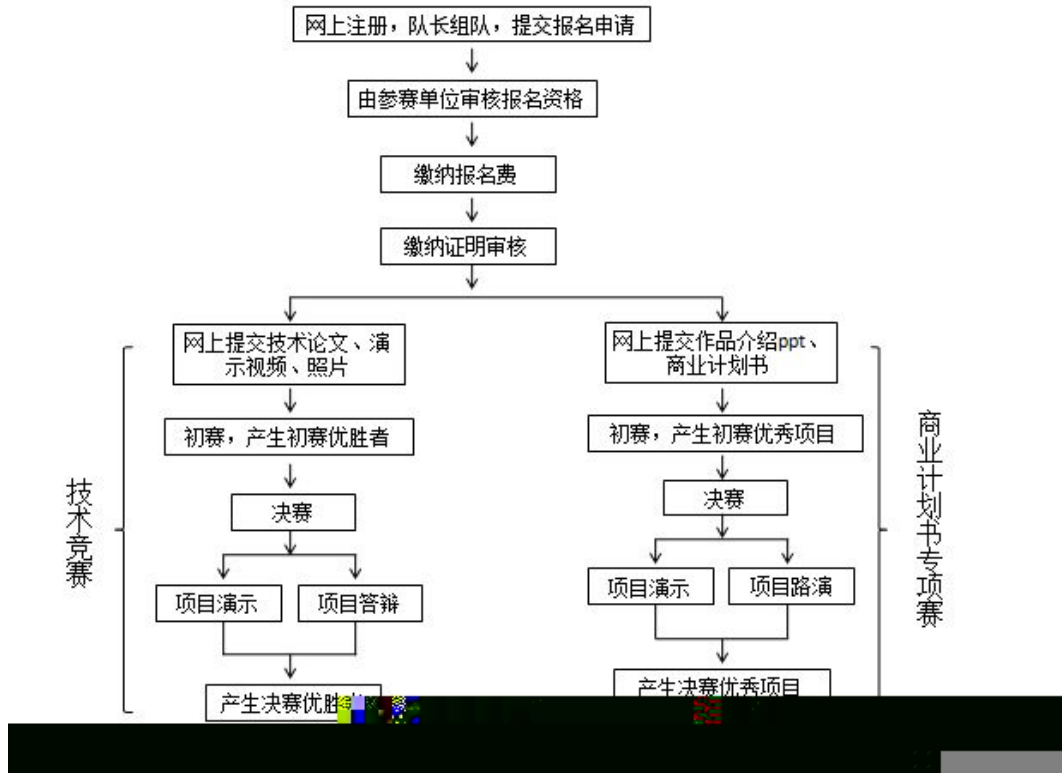 网上注册，队长组队，提交报名申请
由参赛单位审核报名资格
缴纳报名费
缴纳证明审核
网上提交技术论文、演
示视频、照片
初赛，产生初赛优胜者
决赛
项目演示
项目答辩
产生决赛优胜
技术竞赛
网上提交作品介绍ppt、
商业计划书
初赛，产生初赛优秀项目
决赛
项目演示
项目路演
产生决赛优秀项目
商业计划书专项赛